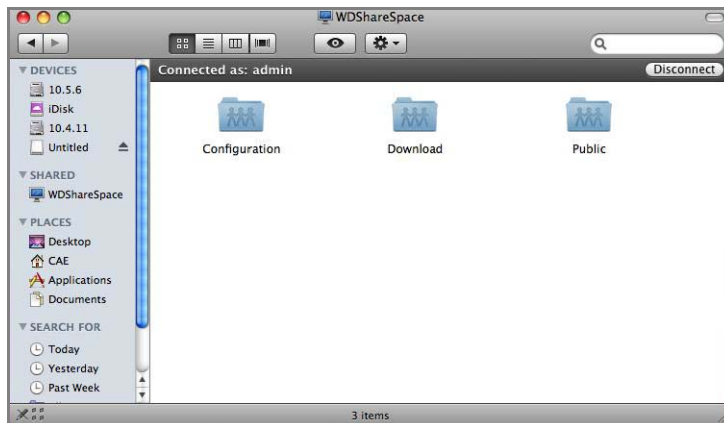 WDShareSpace
DEVICES
10.5.6
iDisk
10.4.11
Untitled
SHARED
WDShareSpace
PLACES
Desktop
CAE
Applications
Documents
SEARCH FOR
Today
Yesterday
Past Week
Connected as: admin
Disconnect
Configuration
Download
Public
3 items